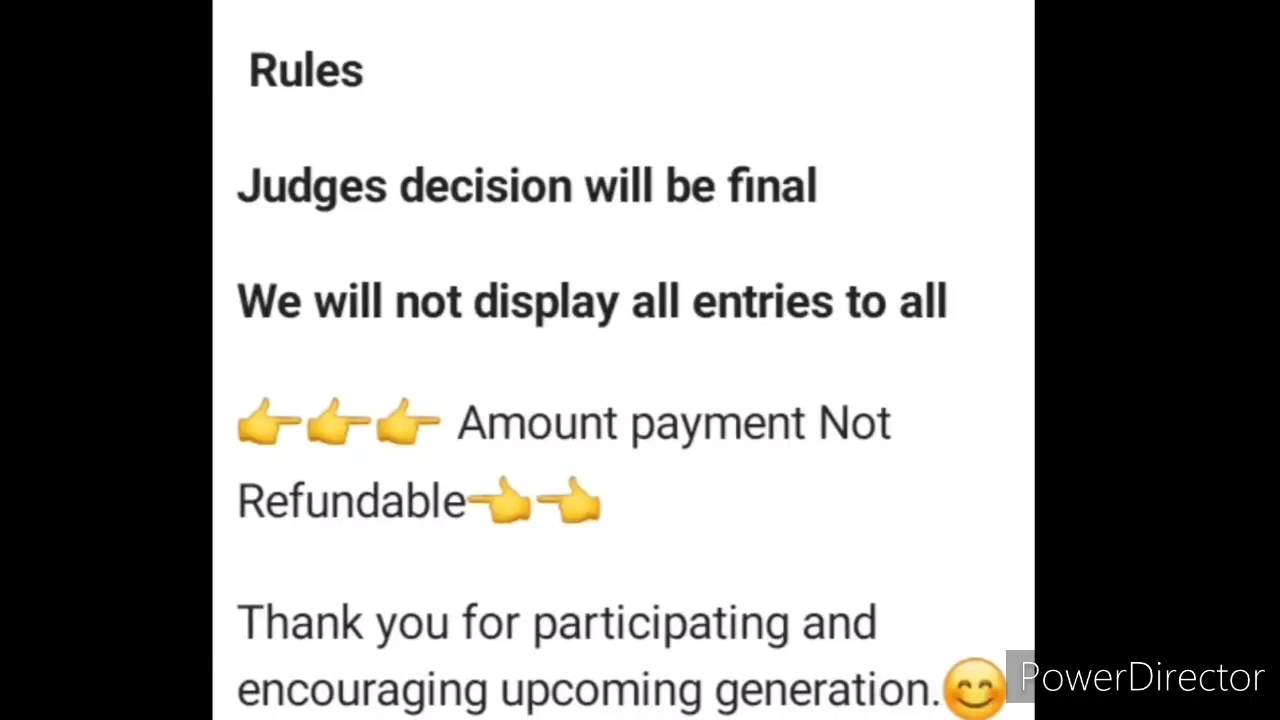 Rules
Judges decision will be final
We will not display all entries to all
👉👉👉 Amount payment Not
Refundable👈👈
Thank you for participating and
encouraging upcoming generation.😊
PowerDirector